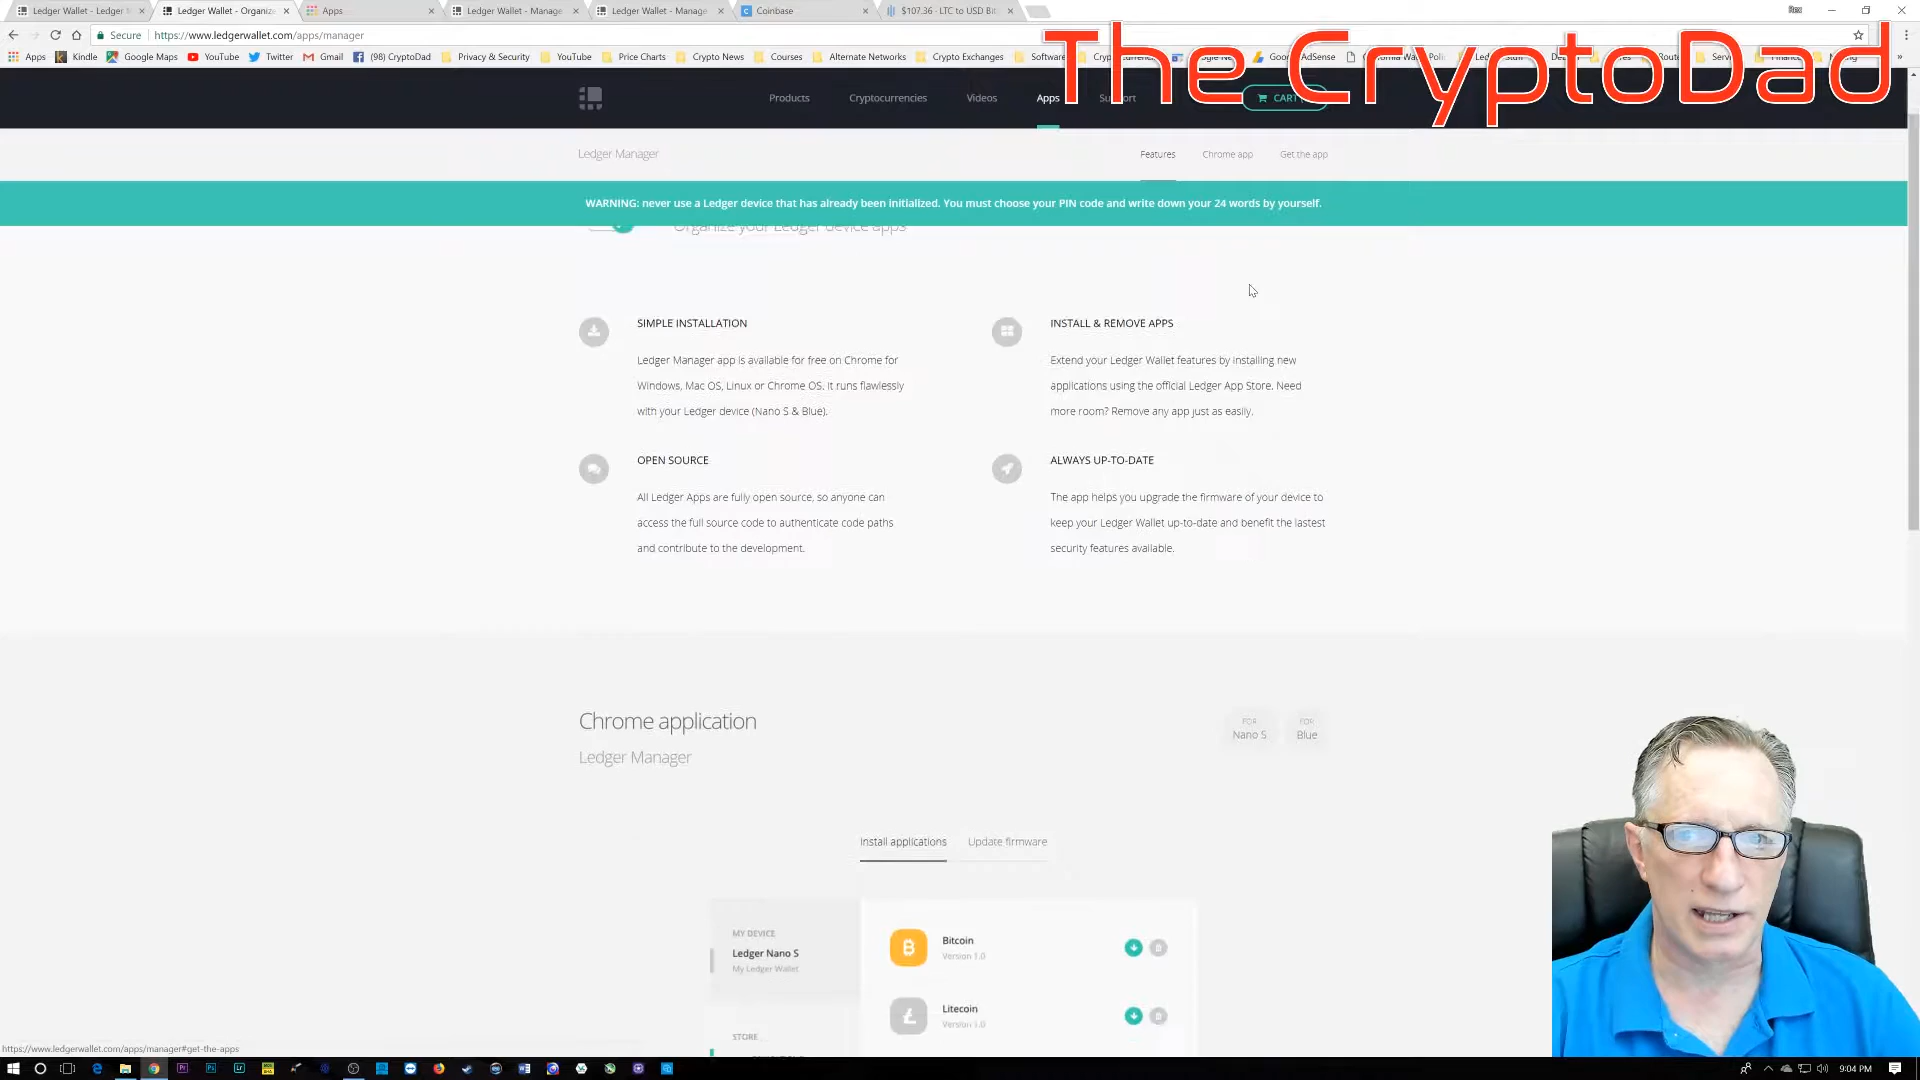 Ledger Wallet - Ledger
Ledger Wallet - Organiz
Apps
Ledger Wallet - Manage
Ledger Wallet - Manage
Coinbase
$107.36 · LTC to USD Bit
Secure
https://www.ledgerwallet.com/apps/manager
Apps
Kindle
Google Maps
YouTube
Twitter
Gmail
(98) CryptoDad
Privacy & Security
YouTube
Price Charts
Crypto News
Courses
Alternate Networks
Crypto Exchanges
The CryptoDad
Products
Cryptocurrencies
Videos
Apps
Support
CART
Ledger Manager
Features
Chrome app
Get the app
WARNING: never use a Ledger device that has already been initialized. You must choose your PIN code and write down your 24 words by yourself.
Organize your Ledger device apps
SIMPLE INSTALLATION
Ledger Manager app is available for free on Chrome for
Windows, Mac OS, Linux or Chrome OS. It runs flawlessly
with your Ledger device (Nano S & Blue).
INSTALL & REMOVE APPS
Extend your Ledger Wallet features by installing new
applications using the official Ledger App Store. Need
more room? Remove any app just as easily.
OPEN SOURCE
All Ledger Apps are fully open source, so anyone can
access the full source code to authenticate code paths
and contribute to the development.
ALWAYS UP-TO-DATE
The app helps you upgrade the firmware of your device to
keep your Ledger Wallet up-to-date and benefit the lastest
security features available.
Chrome application
Ledger Manager
FOR
Nano S
FOR
Blue
Install applications
Update firmware
MY DEVICE
Ledger Nano S
My Ledger Wallet
STORE
Bitcoin
Version 1.0
Litecoin
Version 1.0
https://www.ledgerwallet.com/apps/manager#get-the-apps
9:04 PM